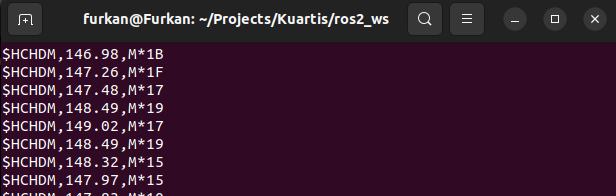 furkan@Furkan: ~/Projects/Kuartis/ros2_ws
$HCHDM,146.98,M*1B
$HCHDM,147.26,M*1F
$HCHDM,147.48,M*17
$HCHDM,148.49,M*19
$HCHDM,149.02,M*17
$HCHDM,148.49,M*19
$HCHDM,148.32,M*15
$HCHDM,147.97,M*15